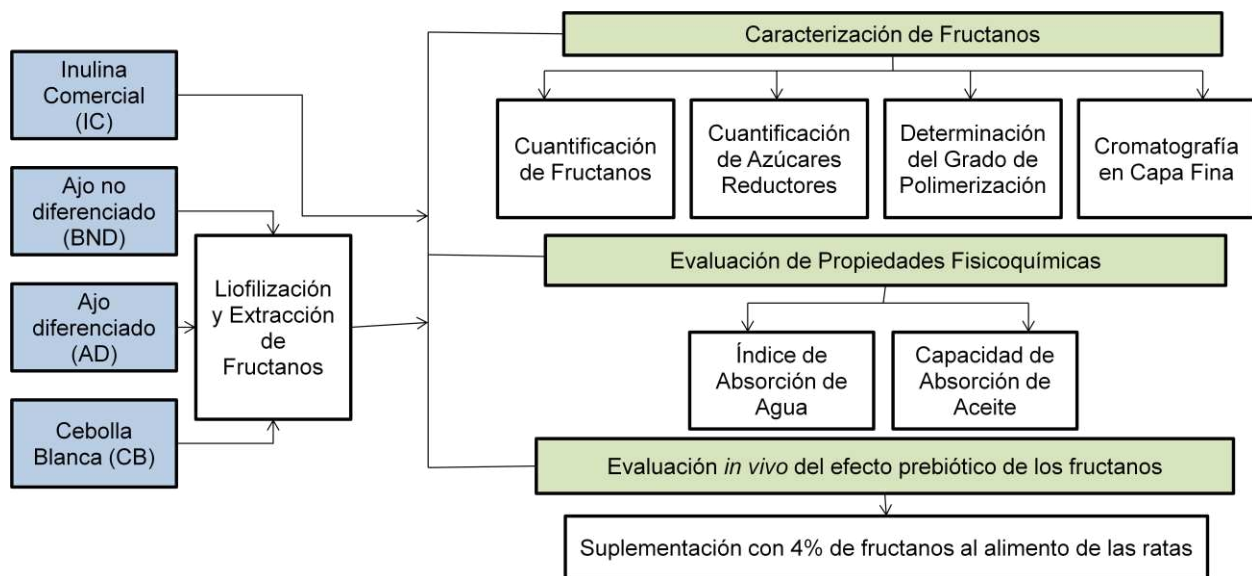 Inulina
Comercial
(IC)
Ajo no
diferenciado
(BND)
Ajo
diferenciado
(AD)
Cebolla
Blanca (CB)
Liofilización
y Extracción
de
Fructanos
Caracterización de Fructanos
Cuantificación
de Fructanos
Cuantificación
de Azúcares
Reductores
Determinación
del Grado de
Polimerización
Cromatografía
en Capa Fina
Evaluación de Propiedades Fisicoquímicas
Índice de
Absorción de
Agua
Capacidad de
Absorción de
Aceite
Evaluación in vivo del efecto prebiótico de los fructanos
Suplementación con 4% de fructanos al alimento de las ratas